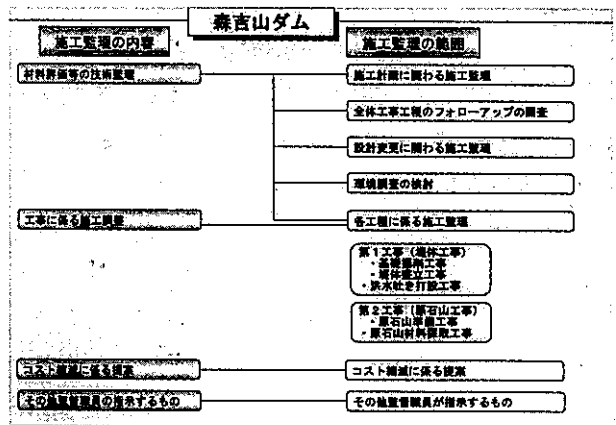 森吉山ダム
施工監理の内容
施工監理の範囲
材料評価等の技術監理
施工計画に関わる施工監理
全体工事工程のフォローアップの調査
設計変更に関わる施工監理
環境調査の検討
工事に係る施工調整
各工種に係る施工監理
第1工事(堤体工事)
・基礎掘削工事
・堤体盛立工事
・洪水吐き打設工事
第2工事(原石山工事)
・原石山準備工事
・原石山材料採取工事
コスト縮減に係る提案
コスト縮減に係る提案
その他監督職員の指示するもの
その他監督職員が指示するもの